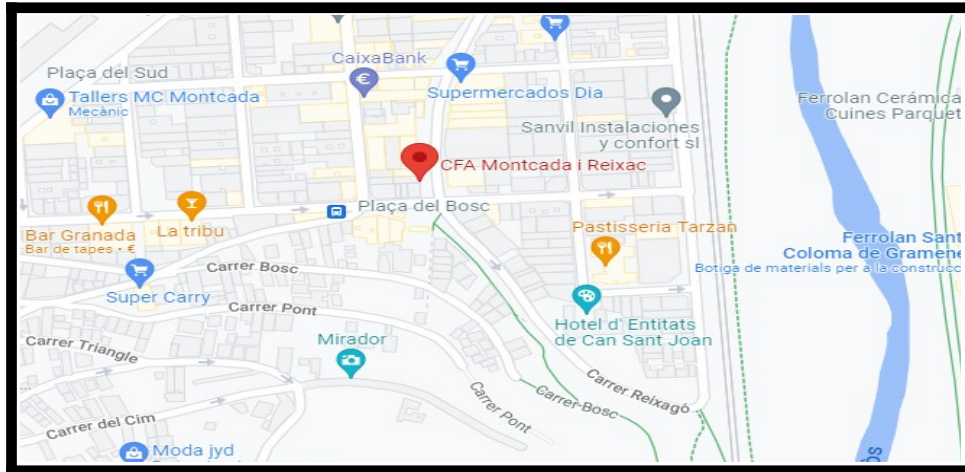 CaixaBank
Plaça del Sud
Tallers MC Montcada
Mecànic
Supermercados Dia
Ferrolan Cerámica
Cuines Parquet
Sanvil Instalaciones
y confort sl
CFA Montcada i Reixac
Plaça del Bosc
Bar Granada
Bar de tapes • €
La tribu
Pastisseria Tarzan
Ferrolan Sant
Coloma de Gramene
Botiga de materials per a la construcc
Carrer Bosc
Super Carry
Carrer Pont
Hotel d' Entitats
de Can Sant Joan
Mirador
Carrer Triangle
Carrer Reixagó
Carrer Bosc
Carrer Pont
Carrer del Cim
Moda jyd